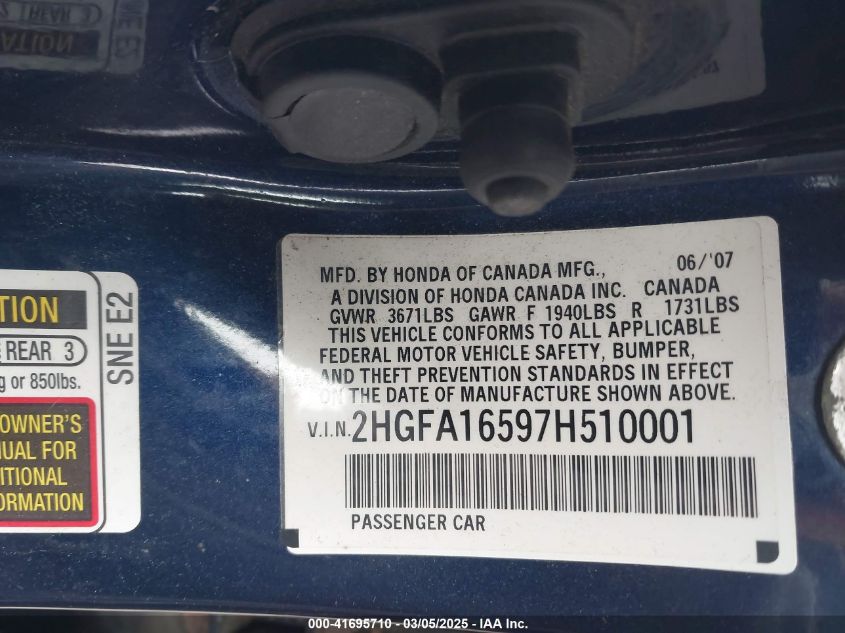 MFD. BY HONDA OF CANADA MFG., 06/'07
A DIVISION OF HONDA CANADA INC. CANADA
GVWR 3671LBS GAWR F 1940LBS R 1731LBS
THIS VEHICLE CONFORMS TO ALL APPLICABLE
FEDERAL MOTOR VEHICLE SAFETY, BUMPER,
AND THEFT PREVENTION STANDARDS IN EFFECT
ON THE DATE OF MANUFACTURE SHOWN ABOVE.
V.I.N. 2HGFA16597H510001
PASSENGER CAR
TION
REAR 3
g or 850lbs.
OWNER'S
UAL FOR
ITIONAL
FORMATION
SNE E2
000-41695710 - 03/05/2025 - IAA Inc.